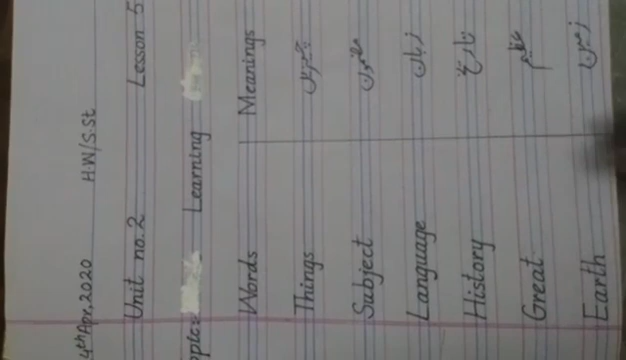 4th Apr, 2020 H.W/S.St
Unit no. 2 Lesson 5
Learning
Words Meanings
Things چیزیں
Subject مضمون
Language زبان
History تاریخ
Great عظیم
Earth زمین